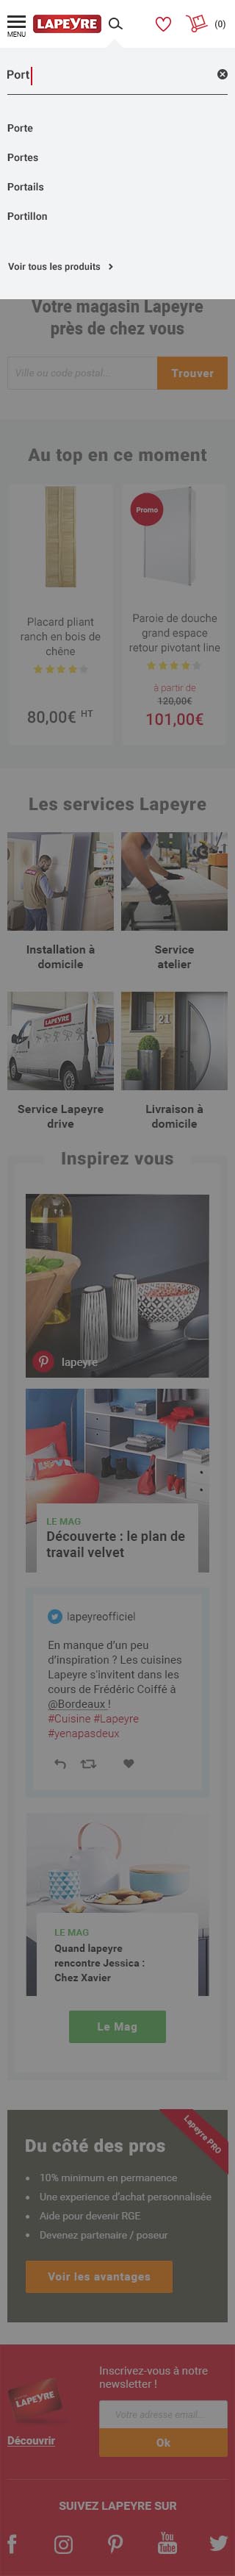 MENU
LAPEYRE
(0)
Port
Porte
Portes
Portails
Portillon
Voir tous les produits
Votre magasin Lapeyre
près de chez vous
Ville ou code postal...
Trouver
Au top en ce moment
Placard pliant
ranch en bois de
chêne
80,00€ HT
Promo
Paroie de douche
grand espace
retour pivotant line
à partir de
120,00€
101,00€
Les services Lapeyre
Installation à
domicile
Service
atelier
LAPEYRE
21
Service Lapeyre
drive
Livraison à
domicile
Inspirez vous
lapeyre
LE MAG
Découverte : le plan de
travail velvet
lapeyreofficiel
En manque d'un peu
d'inspiration ? Les cuisines
Lapeyre s'invitent dans les
cours de Frédéric Coiffé à
@Bordeaux !
#Cuisine #Lapeyre
#yenapasdeux
LE MAG
Quand lapeyre
rencontre Jessica :
Chez Xavier
Le Mag
Lapeyre PRO
Du côté des pros
10% minimum en permanence
Une experience d'achat personnalisée
Aide pour devenir RGE
Devenez partenaire / poseur
Voir les avantages
LAPEYRE
Découvrir
Inscrivez-vous à notre
newsletter !
Votre adresse email...
Ok
SUIVEZ LAPEYRE SUR
You
Tube